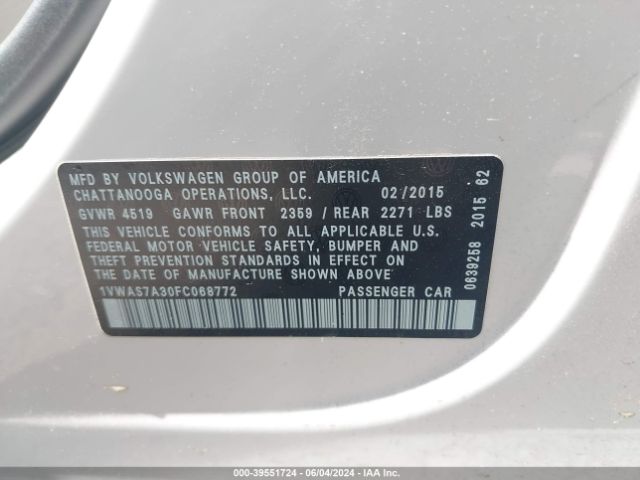 MFD BY VOLKSWAGEN GROUP OF AMERICA
CHATTANOOGA OPERATIONS, LLC. 02/2015
GVWR 4519 GAWR FRONT 2359 / REAR 2271 LBS
THIS VEHICLE CONFORMS TO ALL APPLICABLE U.S.
FEDERAL MOTOR VEHICLE SAFETY, BUMPER AND
THEFT PREVENTION STANDARDS IN EFFECT ON
THE DATE OF MANUFACTURE SHOWN ABOVE.
1VWAS7A30FC068772 PASSENGER CAR
0639258 2015 62
000-39551724 - 06/04/2024 - IAA Inc.